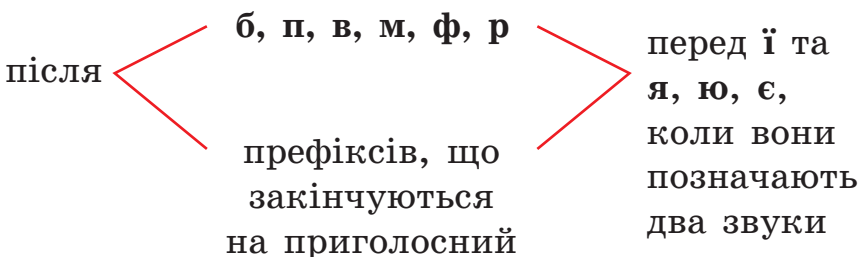 після
б, п, в, м, ф, р
префіксів, що
закінчуються
на приголосний
перед ї та
я, ю, є,
коли вони
позначають
два звуки